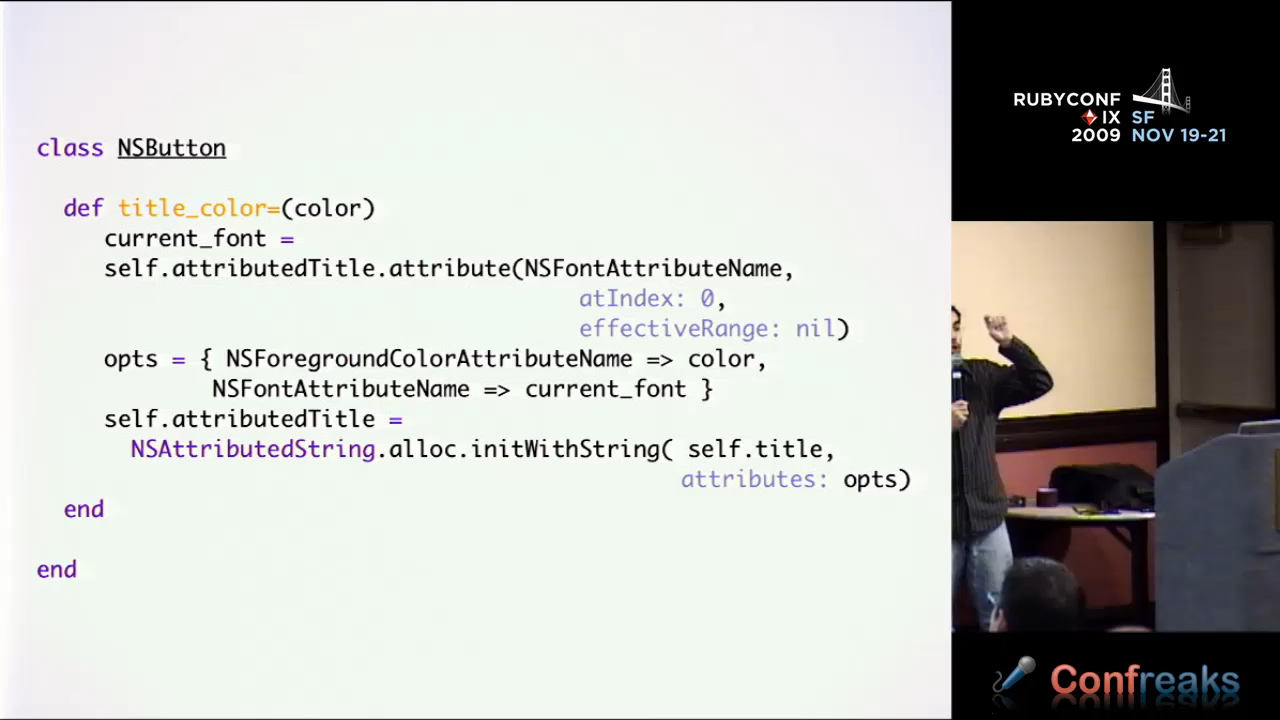 class NSButton
def title_color=(color)
current_font =
self.attributedTitle.attribute(NSFontAttributeName,
atIndex: 0,
effectiveRange: nil)
opts = { NSForegroundColorAttributeName => color,
NSFontAttributeName => current_font }
self.attributedTitle =
NSAttributedString.alloc.initWithString( self.title,
attributes: opts)
end
end
RUBYCONF
IX
2009
SF
NOV 19-21
Confreaks